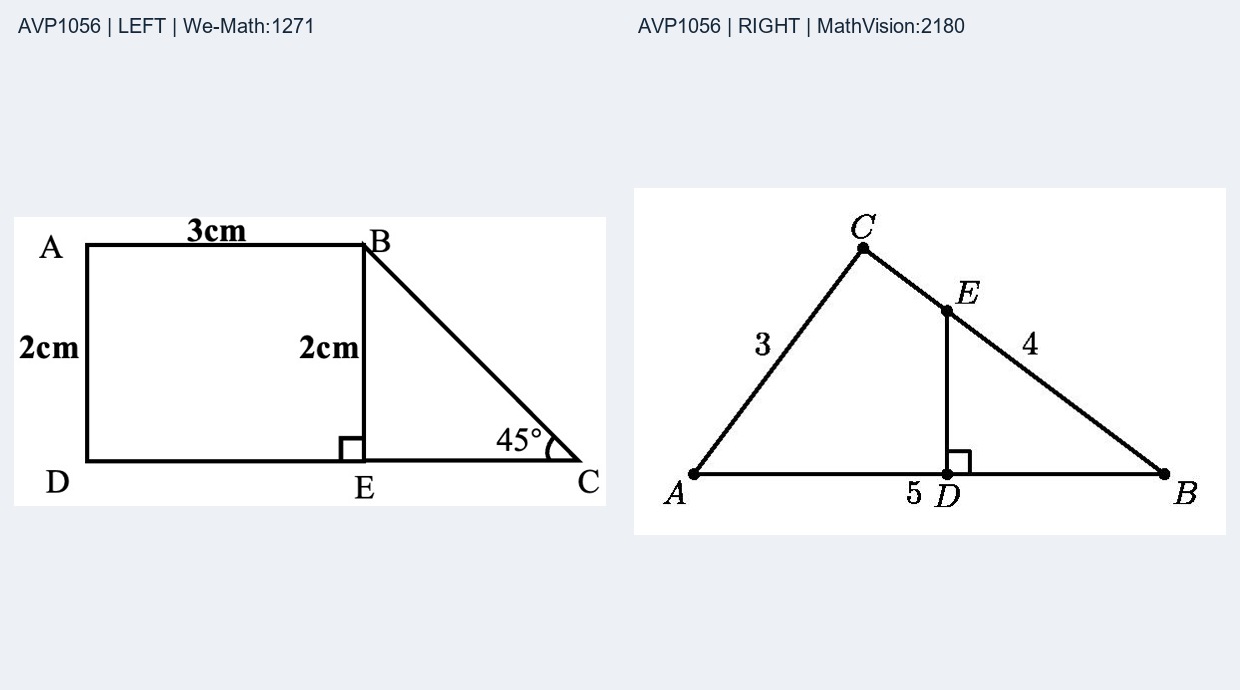 AVP1056 | LEFT | We-Math:1271
3cm
A
B
2cm
2cm
45°
D
E
C
AVP1056 | RIGHT | MathVision:2180
C
E
3
4
A
5
D
B